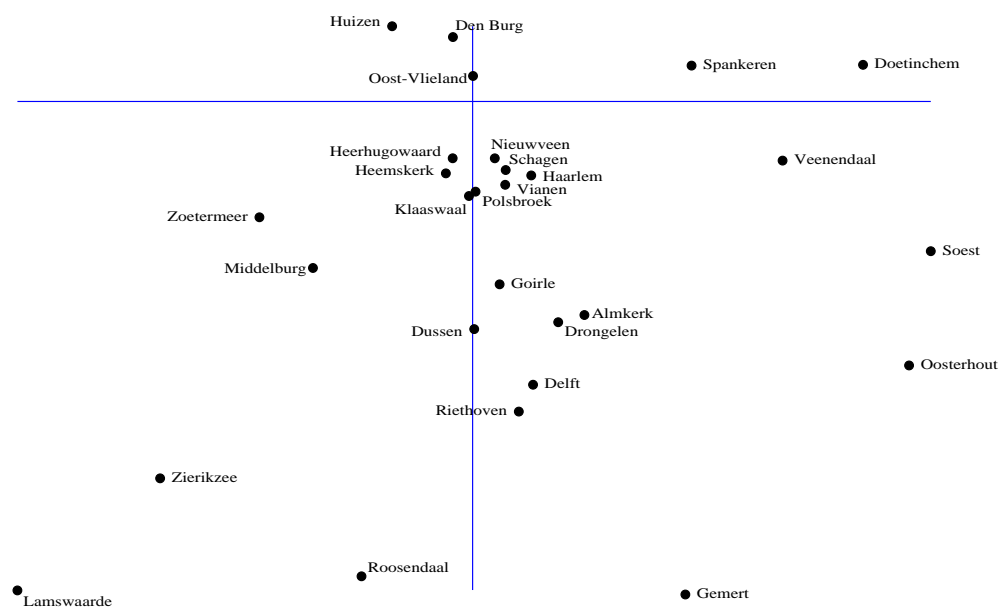 Huizen
Den Burg
Oost-Vlieland
Spankeren
Doetinchem
Nieuwveen
Heerhugowaard
Schagen
Veenendaal
Heemskerk
Haarlem
Vianen
Polsbroek
Klaaswaal
Zoetermeer
Soest
Middelburg
Goirle
Almkerk
Dussen
Drongelen
Oosterhout
Delft
Riethoven
Zierikzee
Roosendaal
Gemert
Lamswaarde